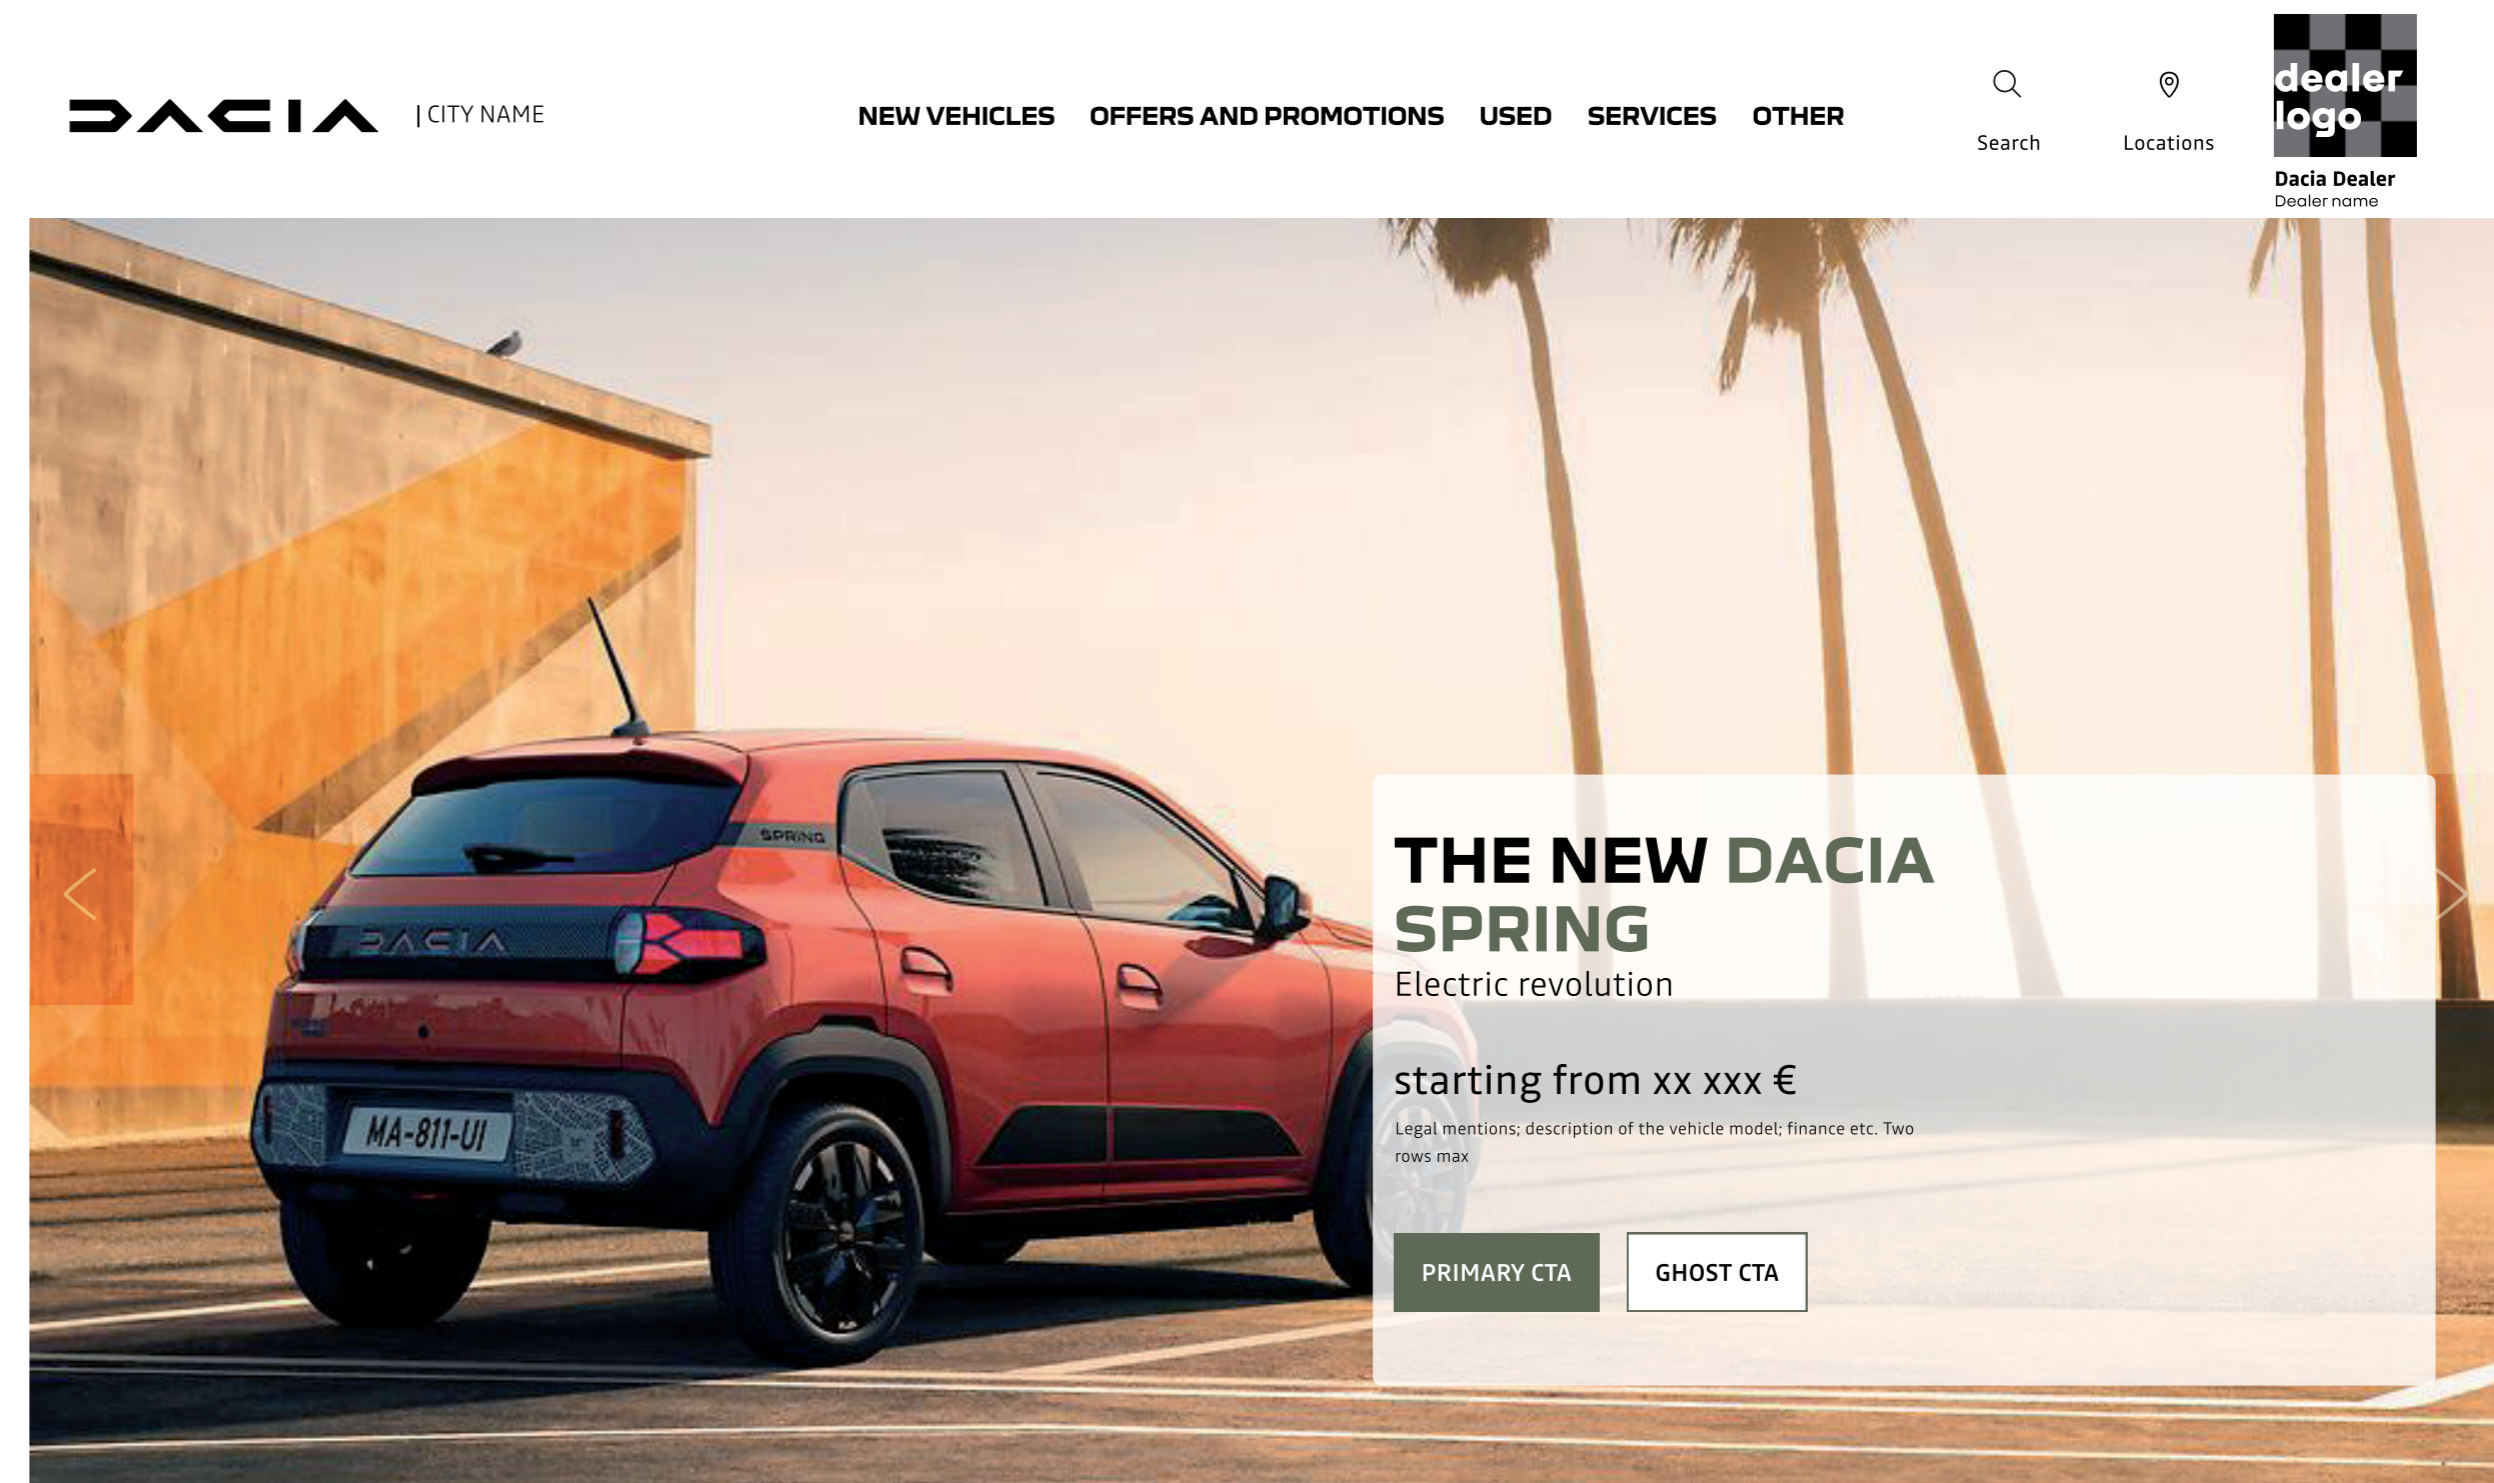 DACIA
| CITY NAME
NEW VEHICLES OFFERS AND PROMOTIONS USED SERVICES OTHER
Search
Locations
dealer
logo
Dacia Dealer
Dealer name
SPRING
DACIA
MA-811-UI
THE NEW DACIA
SPRING
Electric revolution
starting from xx xxx €
Legal mentions; description of the vehicle model; finance etc. Two
rows max
PRIMARY CTA
GHOST CTA